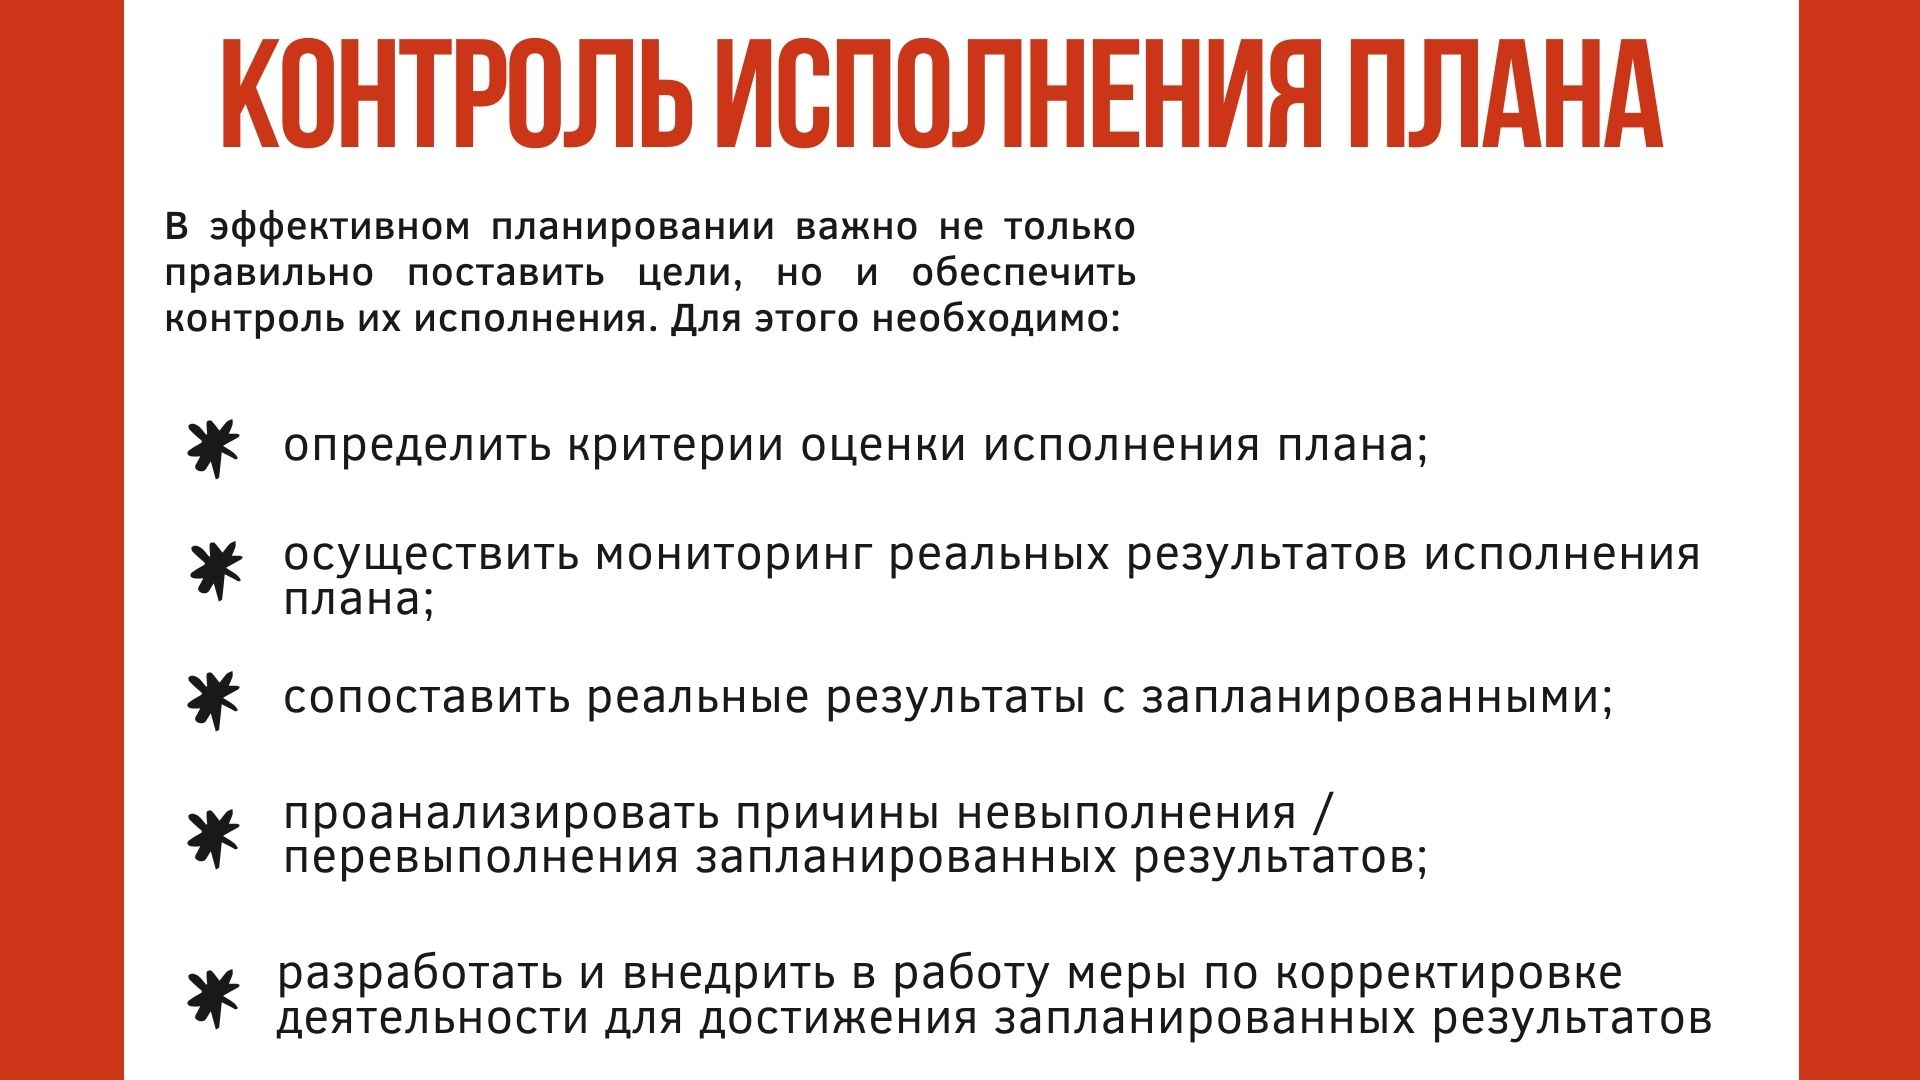 КОНТРОЛЬ ИСПОЛНЕНИЯ ПЛАНА
В эффективном планировании важно не только
правильно поставить цели, но и обеспечить
контроль их исполнения. Для этого необходимо:
определить критерии оценки исполнения плана;
осуществить мониторинг реальных результатов исполнения
плана;
сопоставить реальные результаты с запланированными;
проанализировать причины невыполнения /
перевыполнения запланированных результатов;
разработать и внедрить в работу меры по корректировке
деятельности для достижения запланированных результатов